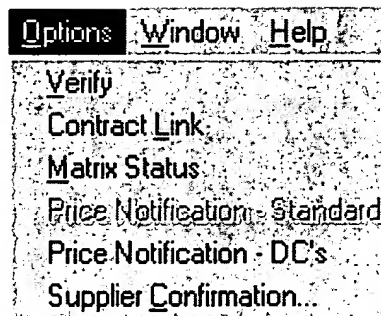 Options Window Help
Verify
Contract Link
Matrix Status
Price Notification - Standard
Price Notification - DC's
Supplier Confirmation...